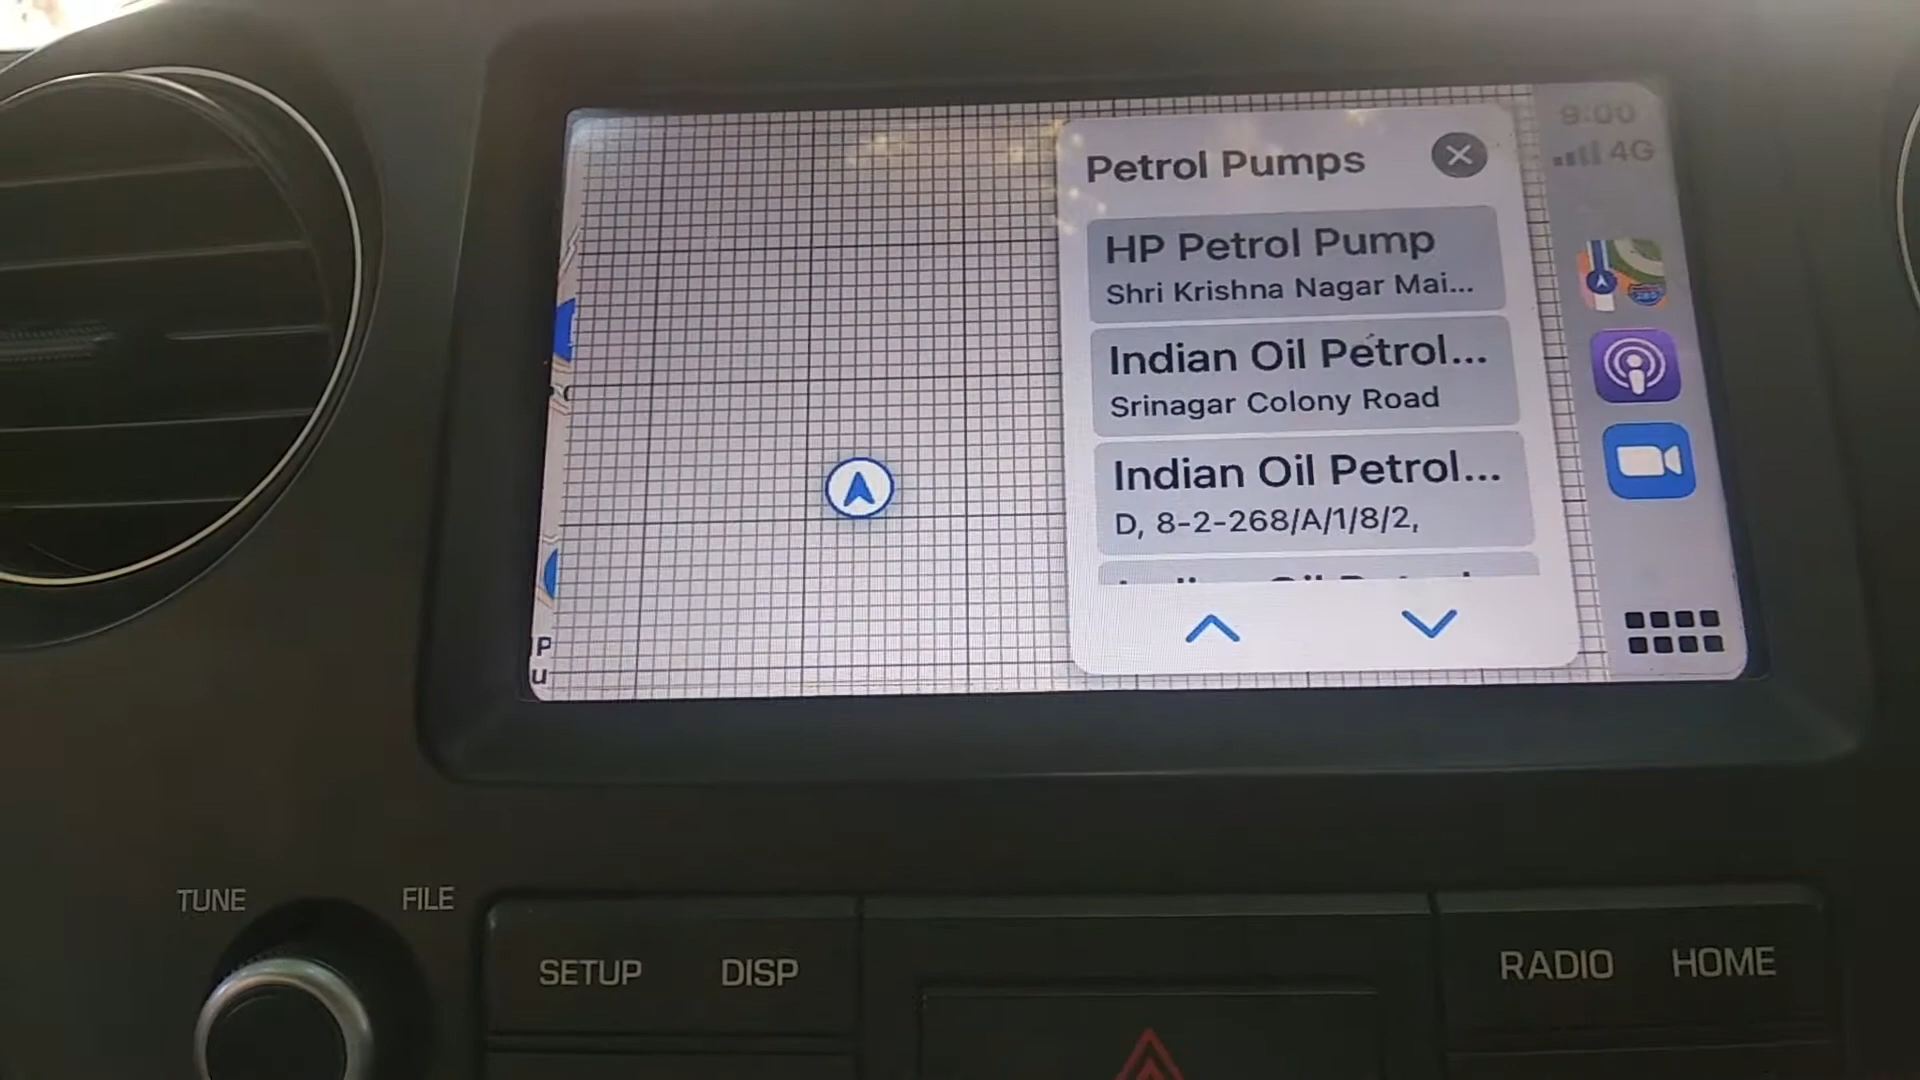 9:00
4G
Petrol Pumps
HP Petrol Pump
Shri Krishna Nagar Mai...
Indian Oil Petrol...
Srinagar Colony Road
Indian Oil Petrol...
D, 8-2-268/A/1/8/2,
P
u
TUNE
FILE
SETUP
DISP
RADIO
HOME